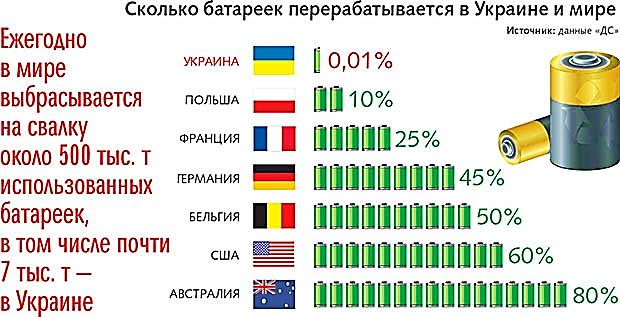 Сколько батареек перерабатывается в Украине и мире
Источник: данные «ДС»
Ежегодно
в мире
выбрасывается
на свалку
около 500 тыс. т
использованных
батареек,
в том числе почти
7 тыс. т –
в Украине
УКРАИНА 0,01%
ПОЛЬША 10%
ФРАНЦИЯ 25%
ГЕРМАНИЯ 45%
БЕЛЬГИЯ 50%
США 60%
АВСТРАЛИЯ 80%